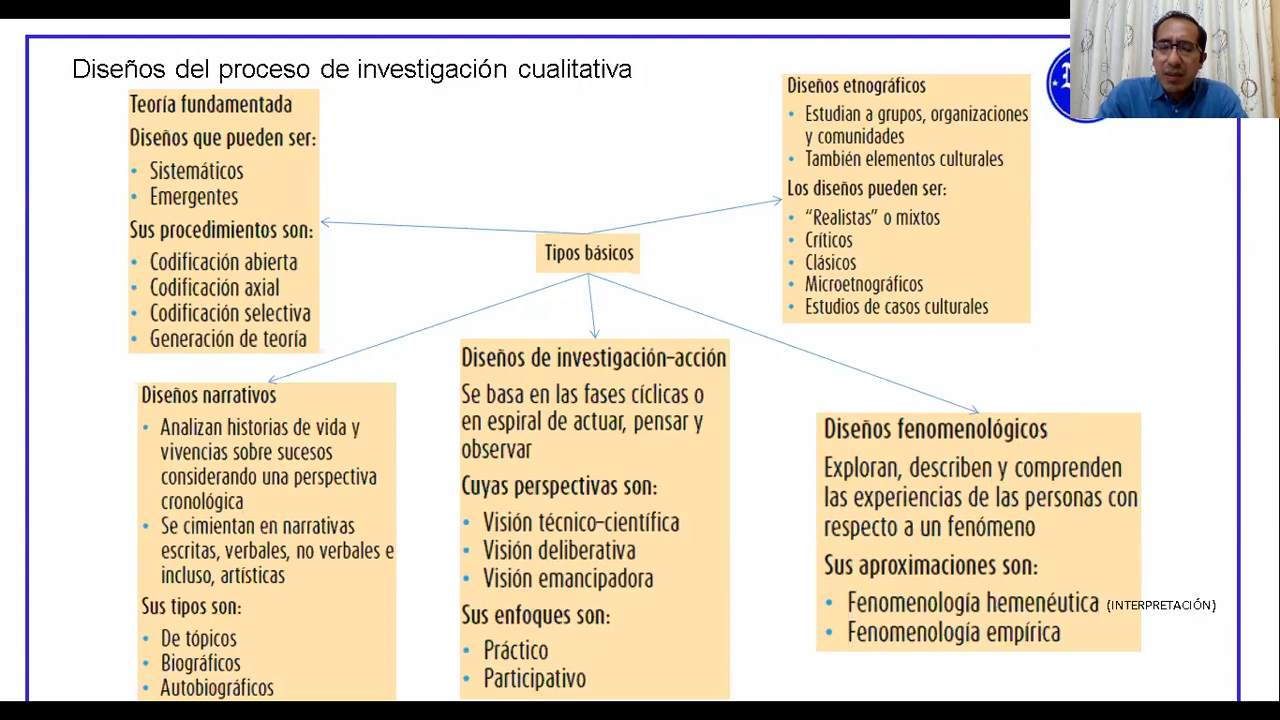 Diseños del proceso de investigación cualitativa
Teoría fundamentada
Diseños que pueden ser:
• Sistemáticos
• Emergentes
Sus procedimientos son:
• Codificación abierta
• Codificación axial
• Codificación selectiva
• Generación de teoría
Diseños etnográficos
• Estudian a grupos, organizaciones
y comunidades
• También elementos culturales
Los diseños pueden ser:
• “Realistas” o mixtos
• Críticos
• Clásicos
• Microetnográficos
• Estudios de casos culturales
Tipos básicos
Diseños narrativos
• Analizan historias de vida y
vivencias sobre sucesos
considerando una perspectiva
cronológica
• Se cimientan en narrativas
escritas, verbales, no verbales e
incluso, artísticas
Sus tipos son:
• De tópicos
• Biográficos
• Autobiográficos
Diseños de investigación-acción
Se basa en las fases cíclicas o
en espiral de actuar, pensar y
observar
Cuyas perspectivas son:
• Visión técnico-científica
• Visión deliberativa
• Visión emancipadora
Sus enfoques son:
• Práctico
• Participativo
Diseños fenomenológicos
Exploran, describen y comprenden
las experiencias de las personas con
respecto a un fenómeno
Sus aproximaciones son:
• Fenomenología hemenéutica (INTERPRETACIÓN)
• Fenomenología empírica